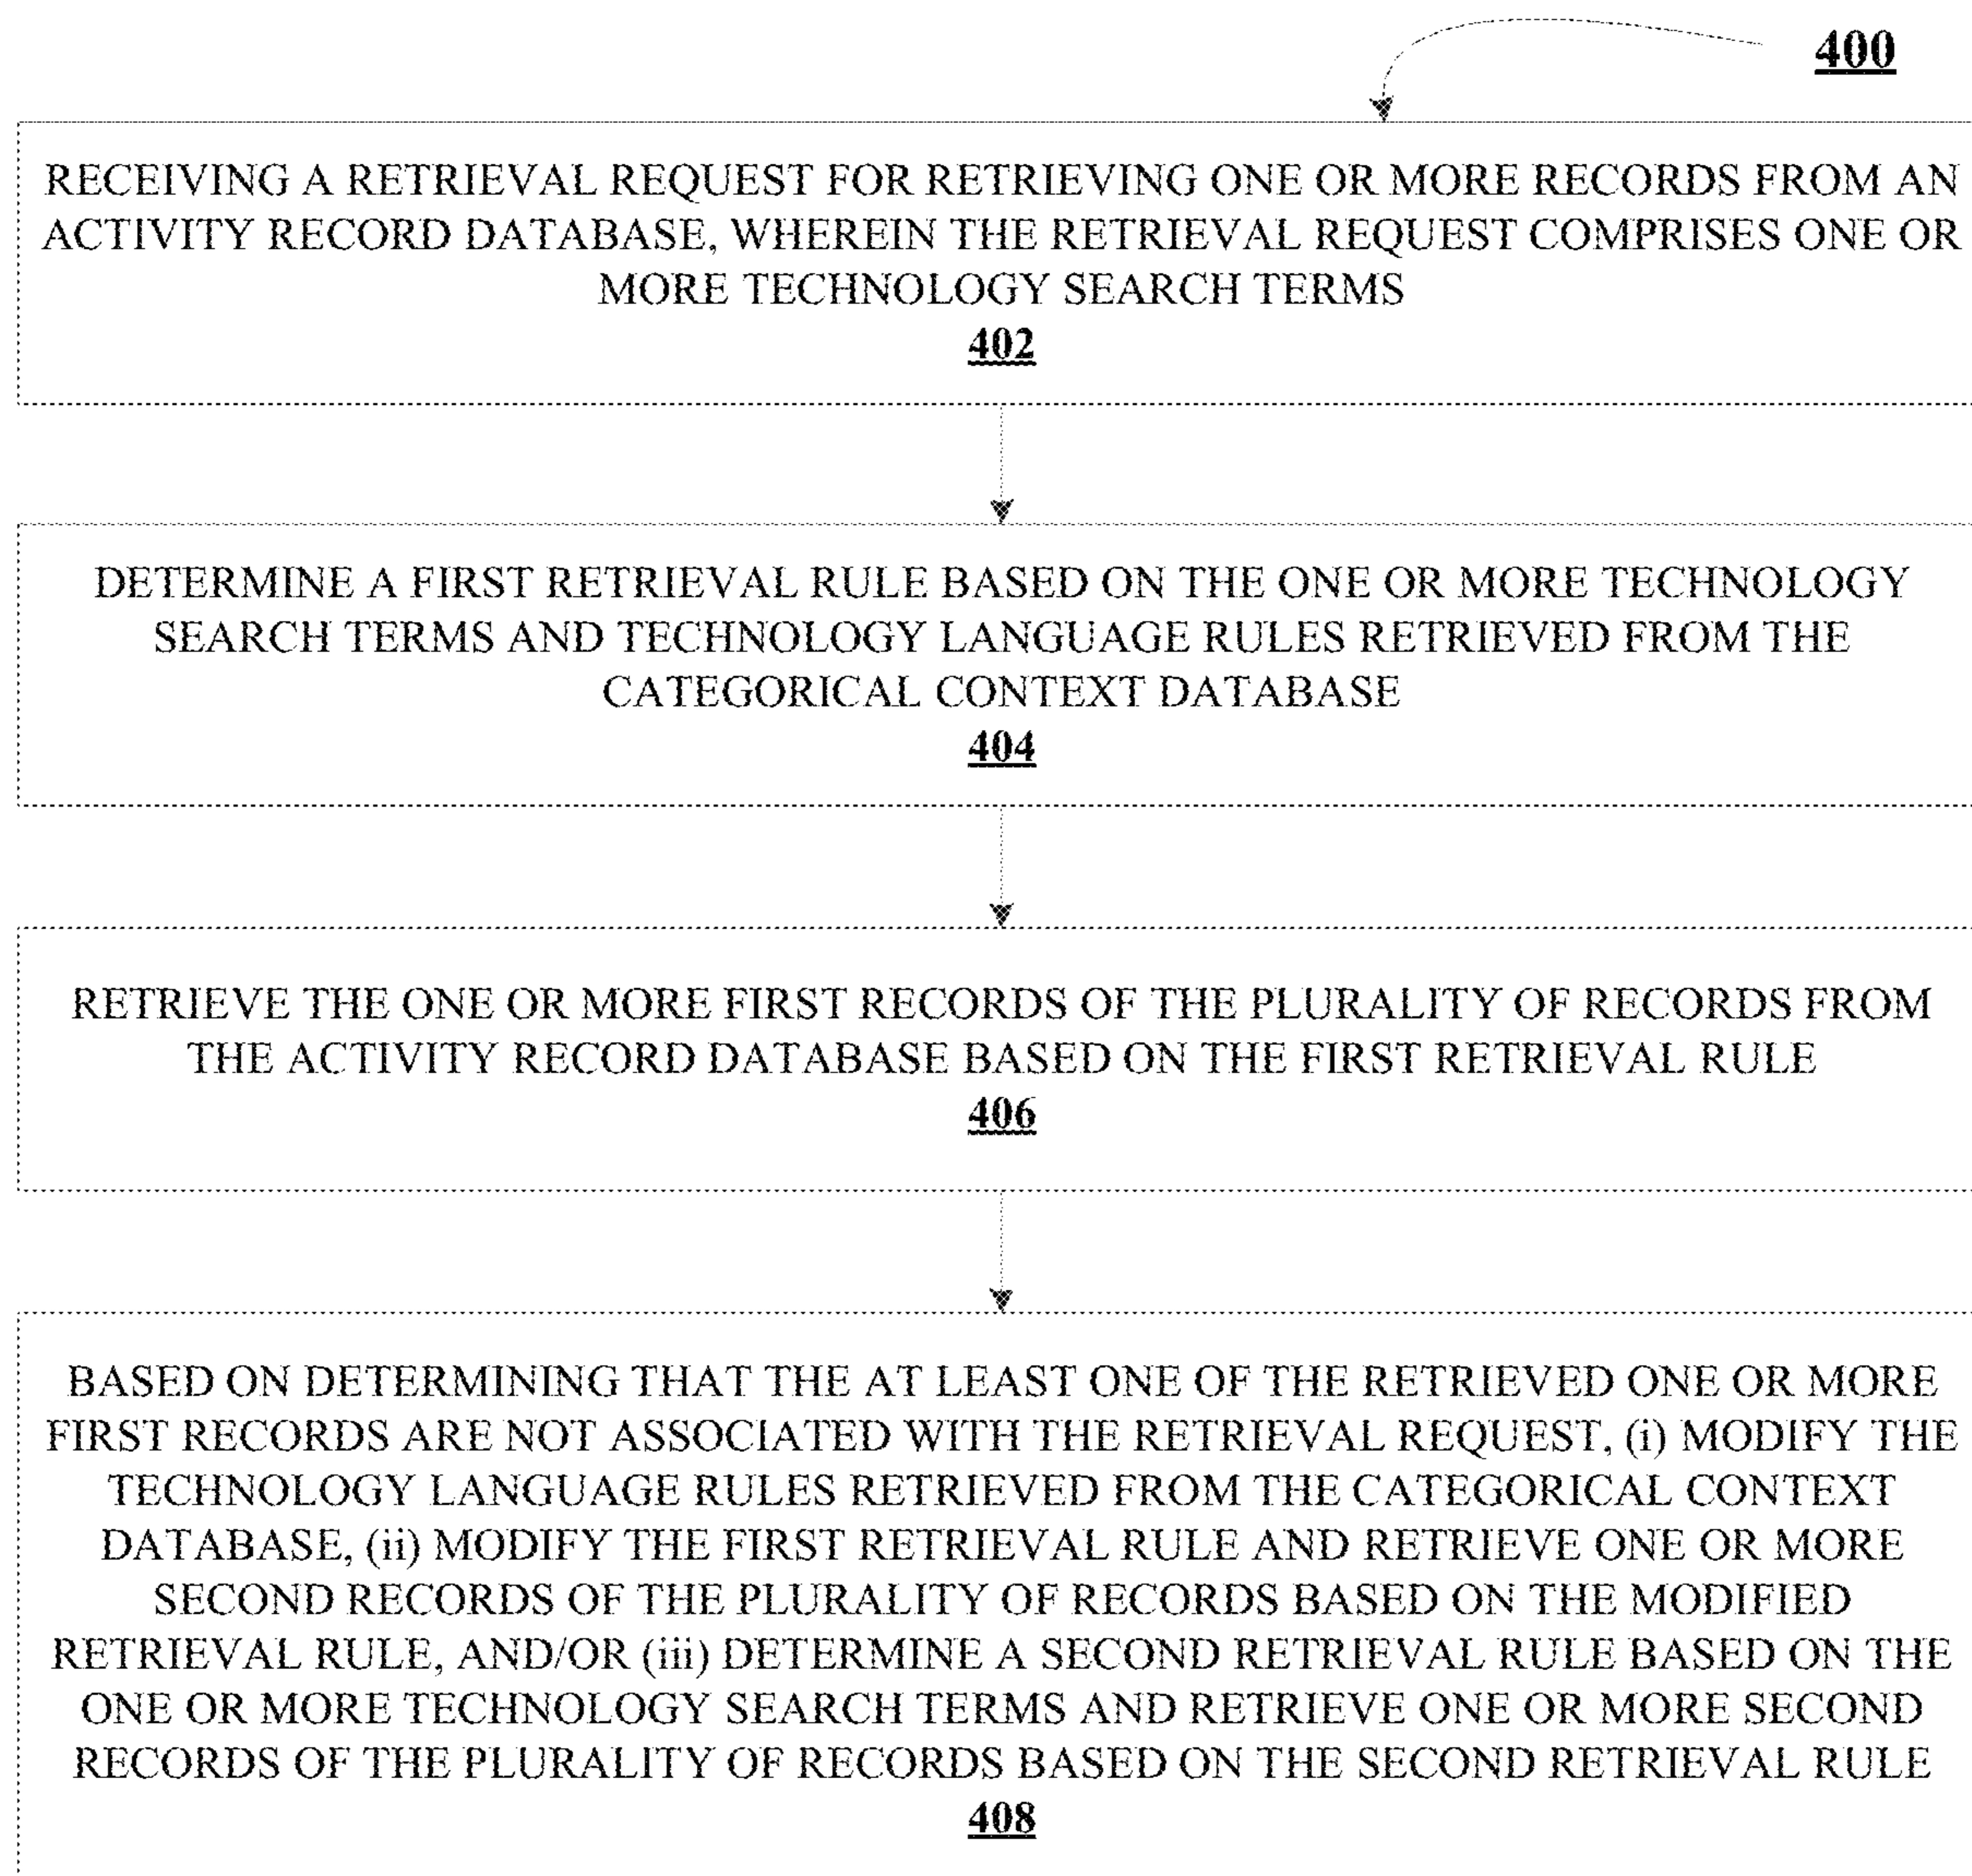 400
RECEIVING A RETRIEVAL REQUEST FOR RETRIEVING ONE OR MORE RECORDS FROM AN
ACTIVITY RECORD DATABASE, WHEREIN THE RETRIEVAL REQUEST COMPRISES ONE OR
MORE TECHNOLOGY SEARCH TERMS
402
DETERMINE A FIRST RETRIEVAL RULE BASED ON THE ONE OR MORE TECHNOLOGY
SEARCH TERMS AND TECHNOLOGY LANGUAGE RULES RETRIEVED FROM THE
CATEGORICAL CONTEXT DATABASE
404
RETRIEVE THE ONE OR MORE FIRST RECORDS OF THE PLURALITY OF RECORDS FROM
THE ACTIVITY RECORD DATABASE BASED ON THE FIRST RETRIEVAL RULE
406
BASED ON DETERMINING THAT THE AT LEAST ONE OF THE RETRIEVED ONE OR MORE
FIRST RECORDS ARE NOT ASSOCIATED WITH THE RETRIEVAL REQUEST, (i) MODIFY THE
TECHNOLOGY LANGUAGE RULES RETRIEVED FROM THE CATEGORICAL CONTEXT
DATABASE, (ii) MODIFY THE FIRST RETRIEVAL RULE AND RETRIEVE ONE OR MORE
SECOND RECORDS OF THE PLURALITY OF RECORDS BASED ON THE MODIFIED
RETRIEVAL RULE, AND/OR (iii) DETERMINE A SECOND RETRIEVAL RULE BASED ON THE
ONE OR MORE TECHNOLOGY SEARCH TERMS AND RETRIEVE ONE OR MORE SECOND
RECORDS OF THE PLURALITY OF RECORDS BASED ON THE SECOND RETRIEVAL RULE
408